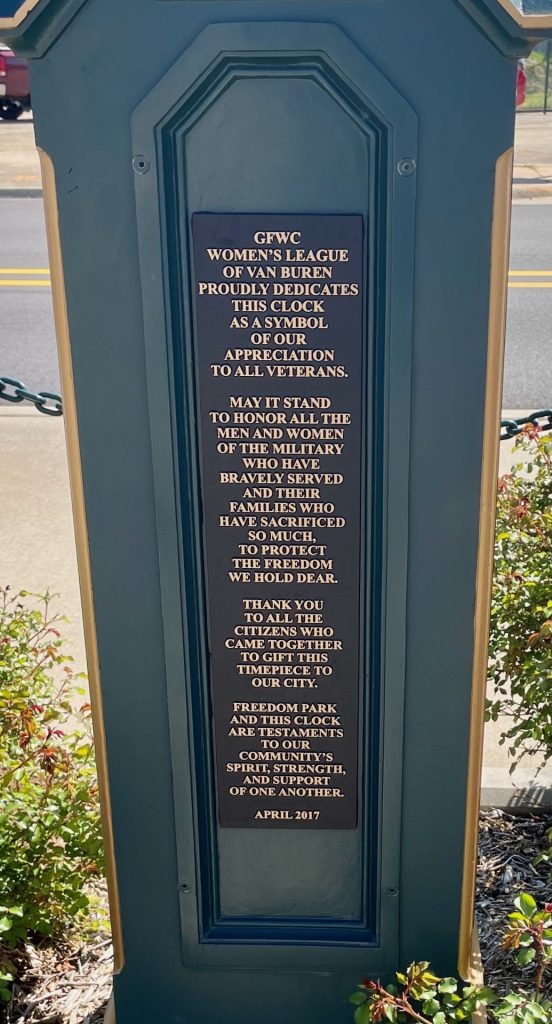 GFWC
WOMEN'S LEAGUE
OF VAN BUREN
PROUDLY DEDICATES
THIS CLOCK
AS A SYMBOL
OF OUR
APPRECIATION
TO ALL VETERANS.
MAY IT STAND
TO HONOR ALL THE
MEN AND WOMEN
OF THE MILITARY
WHO HAVE
BRAVELY SERVED
AND THEIR
FAMILIES WHO
HAVE SACRIFICED
SO MUCH,
TO PROTECT
THE FREEDOM
WE HOLD DEAR.
THANK YOU
TO ALL THE
CITIZENS WHO
CAME TOGETHER
TO GIFT THIS
TIMEPIECE TO
OUR CITY.
FREEDOM PARK
AND THIS CLOCK
ARE TESTAMENTS
TO OUR
COMMUNITY'S
SPIRIT, STRENGTH,
AND SUPPORT
OF ONE ANOTHER.
APRIL 2017